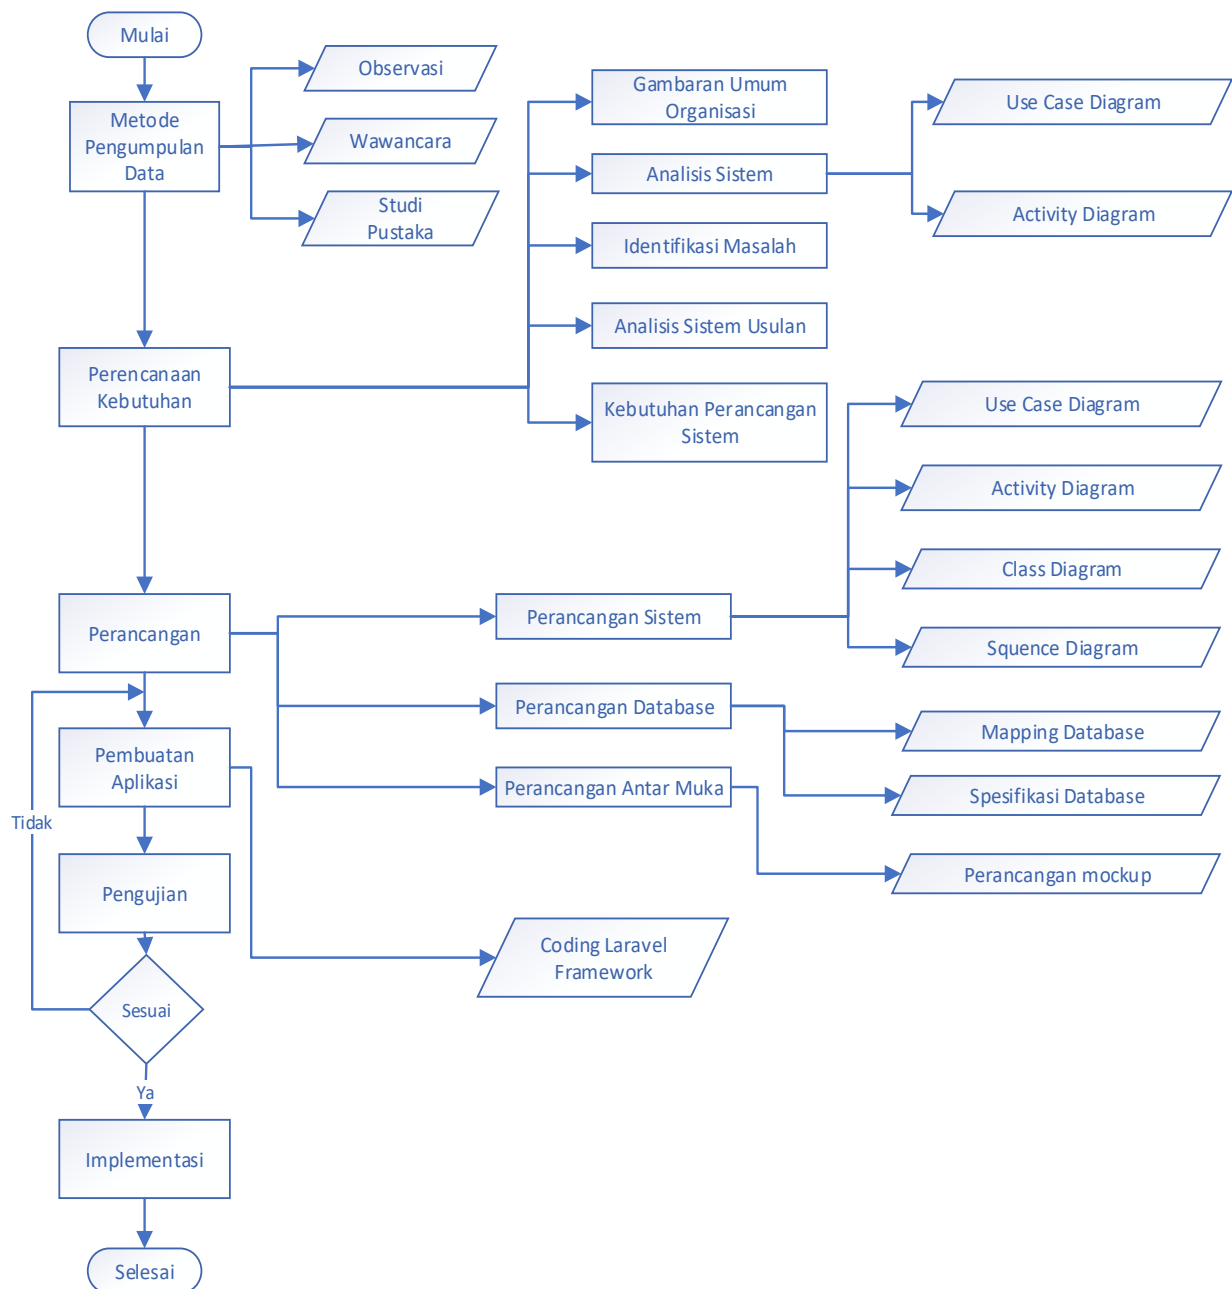 Mulai
Metode
Pengumpulan
Data
Observasi
Wawancara
Studi
Pustaka
Gambaran Umum
Organisasi
Analisis Sistem
Identifikasi Masalah
Analisis Sistem Usulan
Kebutuhan Perancangan
Sistem
Use Case Diagram
Activity Diagram
Perencanaan
Kebutuhan
Perancangan
Perancangan Sistem
Perancangan Database
Perancangan Antar Muka
Use Case Diagram
Activity Diagram
Class Diagram
Squence Diagram
Mapping Database
Spesifikasi Database
Perancangan mockup
Pembuatan
Aplikasi
Tidak
Pengujian
Coding Laravel
Framework
Sesuai
Ya
Implementasi
Selesai